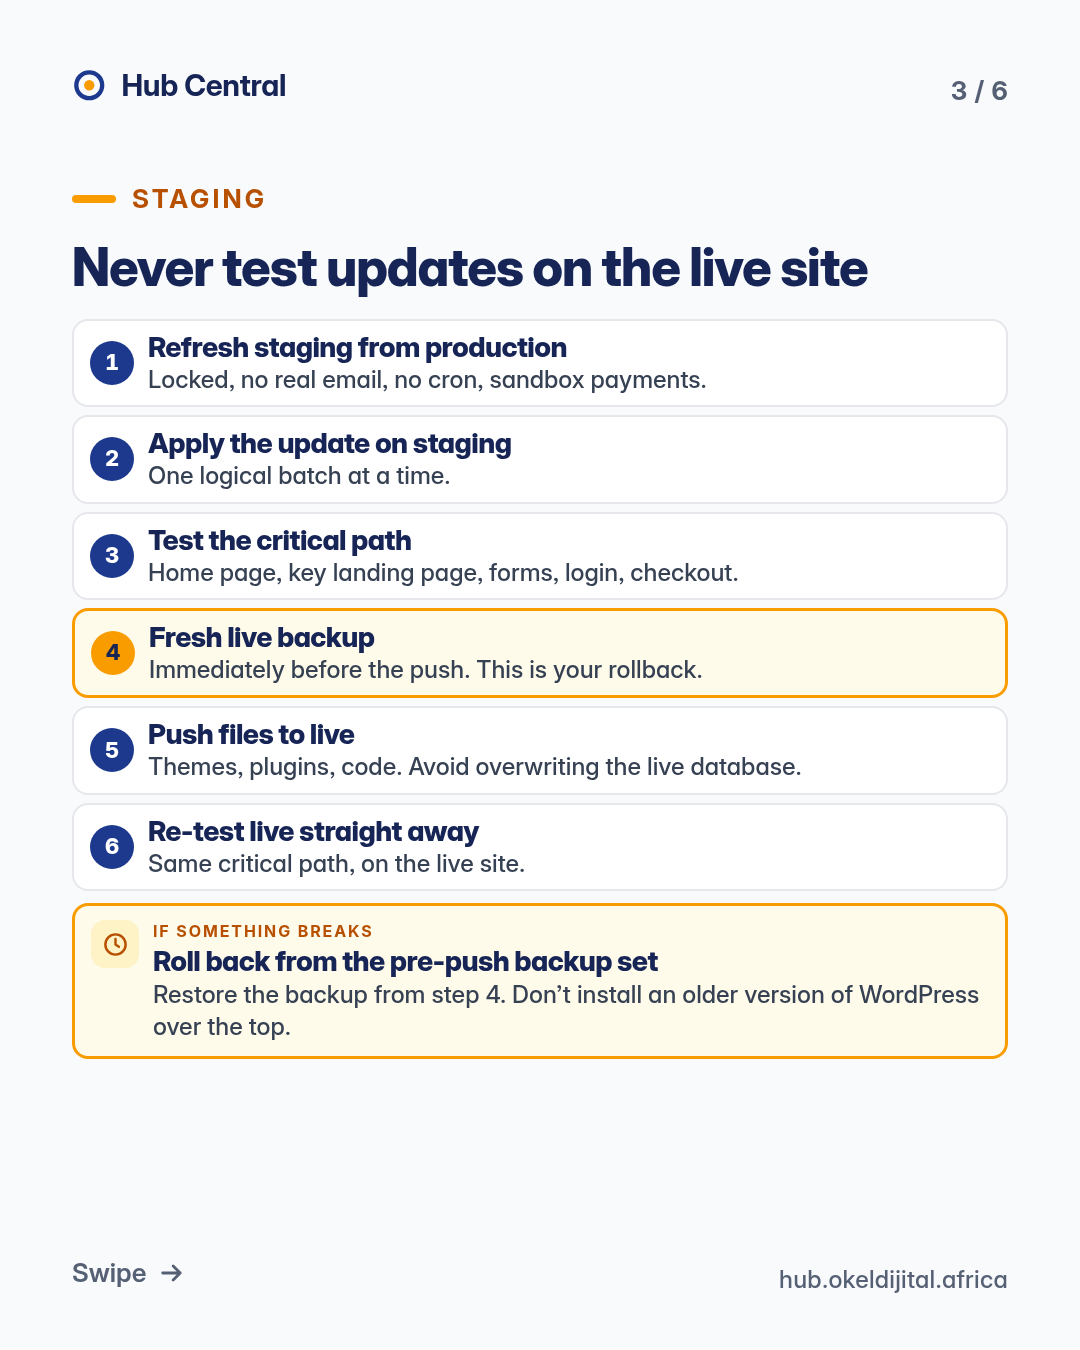 Hub Central
3 / 6
STAGING
Never test updates on the live site
1
Refresh staging from production
Locked, no real email, no cron, sandbox payments.
2
Apply the update on staging
One logical batch at a time.
3
Test the critical path
Home page, key landing page, forms, login, checkout.
4
Fresh live backup
Immediately before the push. This is your rollback.
5
Push files to live
Themes, plugins, code. Avoid overwriting the live database.
6
Re-test live straight away
Same critical path, on the live site.
IF SOMETHING BREAKS
Roll back from the pre-push backup set
Restore the backup from step 4. Don’t install an older version of WordPress
over the top.
Swipe →
hub.okeldijital.africa